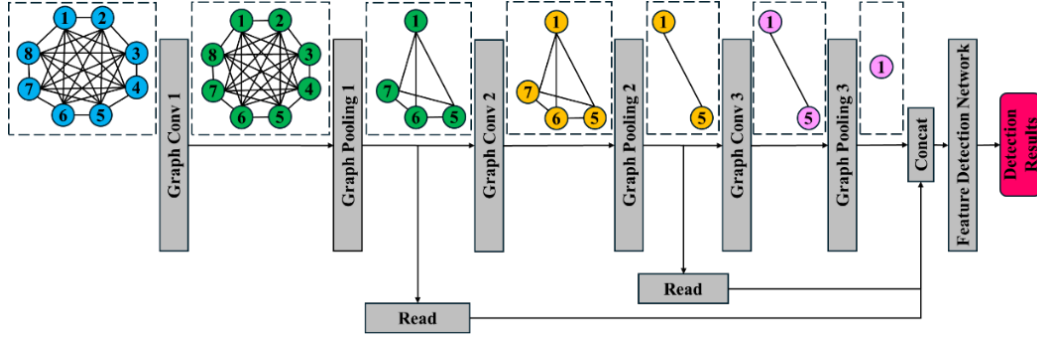 1 2
8 3
7 4
6 5
Graph Conv 1
1 2
8 3
7 4
6 5
Graph Pooling 1
1
7
6 5
Graph Conv 2
1
7
6 5
Graph Pooling 2
1
5
Graph Conv 3
1
5
Graph Pooling 3
1
Concat
Feature Detection Network
Detection
Results
Read
Read